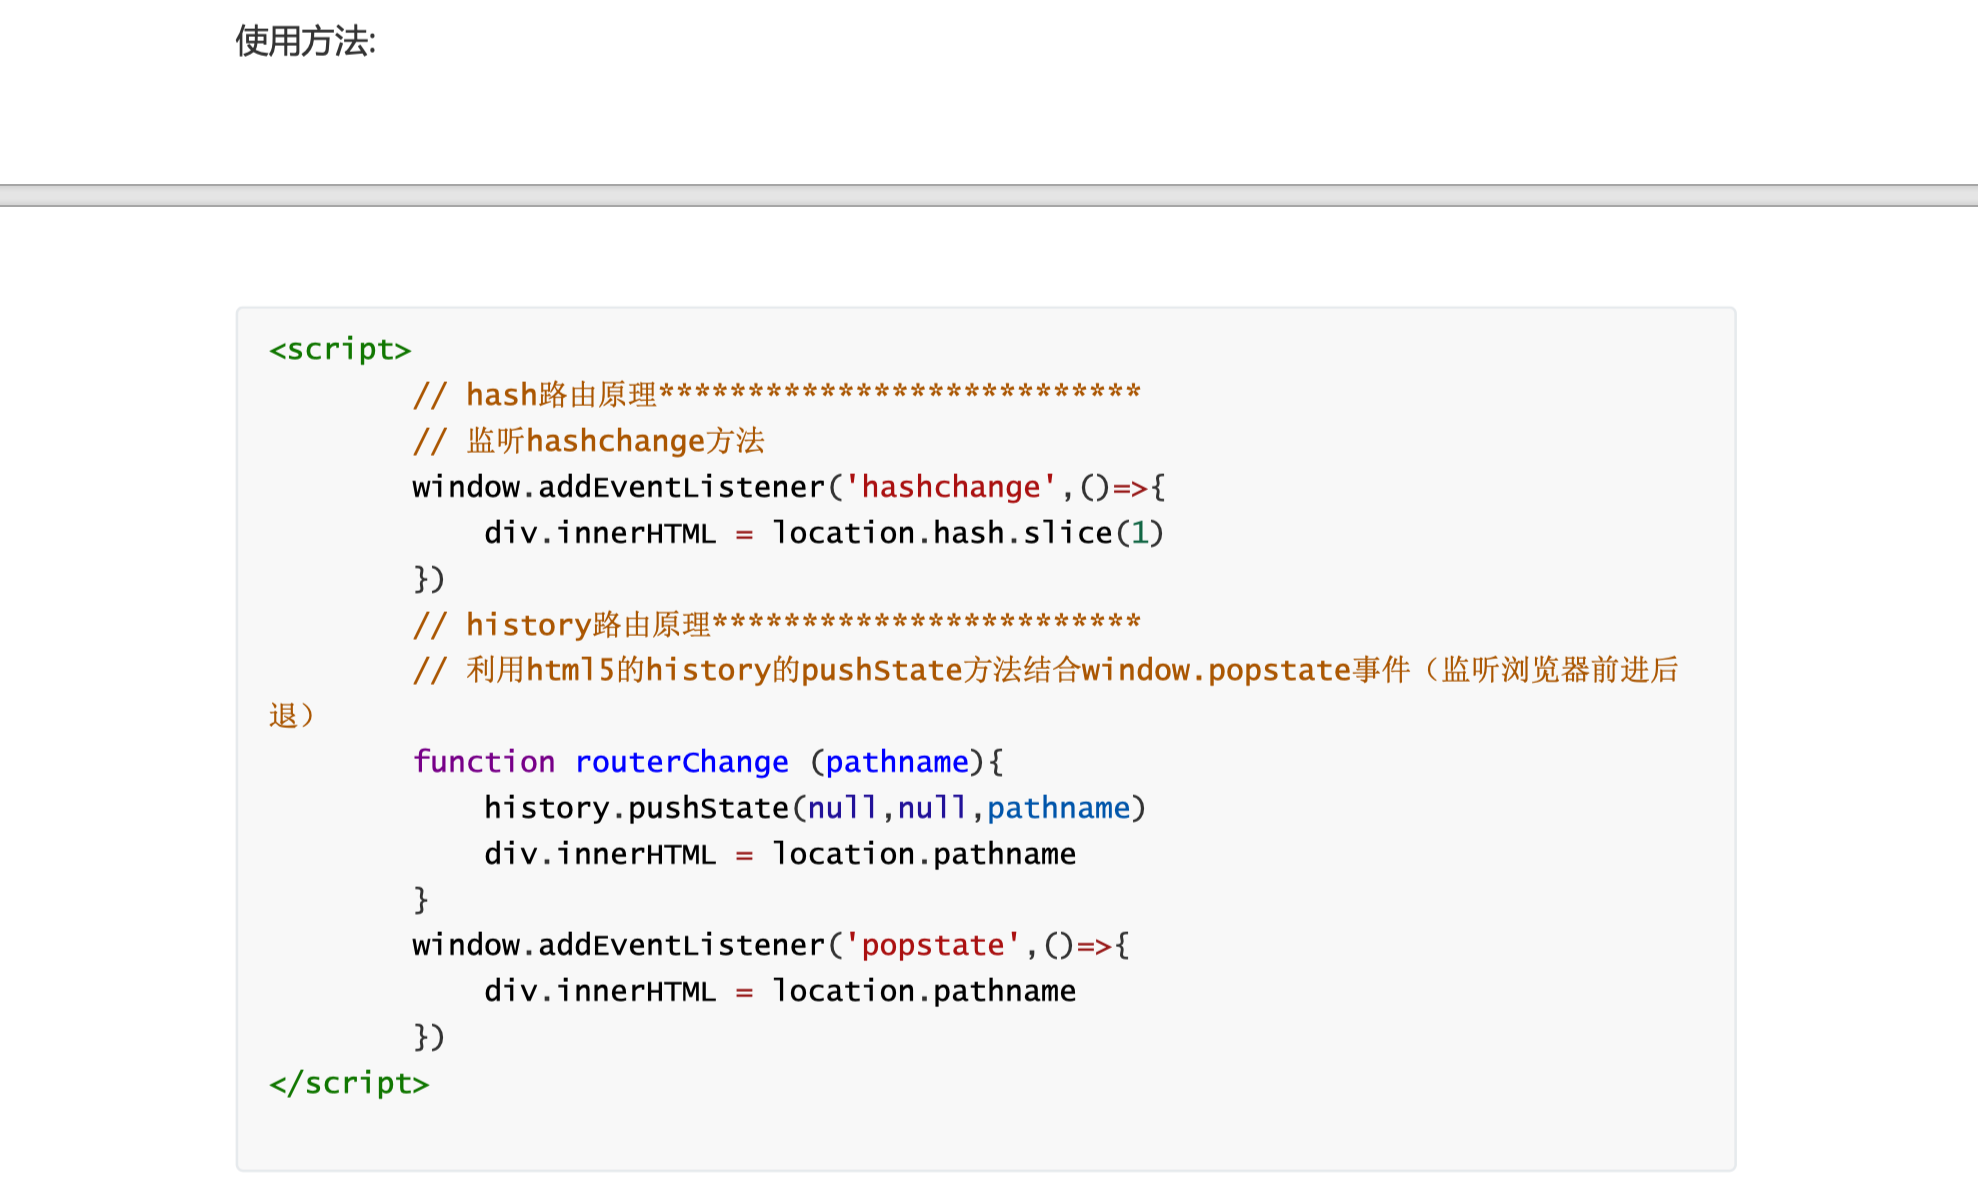 使用方法:
<script>
// hash路由原理***************************
// 监听hashchange方法
window.addEventListener('hashchange',()=>{
div.innerHTML = location.hash.slice(1)
})
// history路由原理************************
// 利用html5的history的pushState方法结合window.popstate事件（监听浏览器前进后
退）
function routerChange (pathname){
history.pushState(null,null,pathname)
div.innerHTML = location.pathname
}
window.addEventListener('popstate',()=>{
div.innerHTML = location.pathname
})
</script>